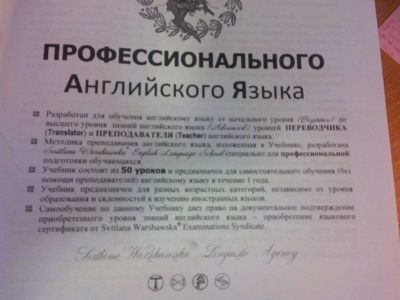 ПРОФЕССИОНАЛЬНОГО
Английского Языка
Разработан для обучения английскому языку от начального уровня (Beginner) до
высшего уровня знаний английского языка (Advanced), уровней ПЕРЕВОДЧИКА
(Translator) и ПРЕПОДАВАТЕЛЯ (Teacher) английского языка.
Методика преподавания английского языка, изложенная в Учебнике, разработана
Svitlana Warshawska® English Language School специально для профессиональной
подготовки обучающихся.
Учебник состоит из 50 уроков и предназначен для самостоятельного обучения (без
помощи преподавателя) английскому языку в течение 1 года.
Учебник предназначен для разных возрастных категорий, независимо от уровня
образования и склонностей к изучению иностранных языков.
Самообучение по данному Учебнику дает право на документальное подтверждение
приобретенного уровня знаний английского языка – приобретение языкового
сертификата от Svitlana Warshawska® Examinations Syndicate.
Svitlana Warshawska® Linguistic Agency